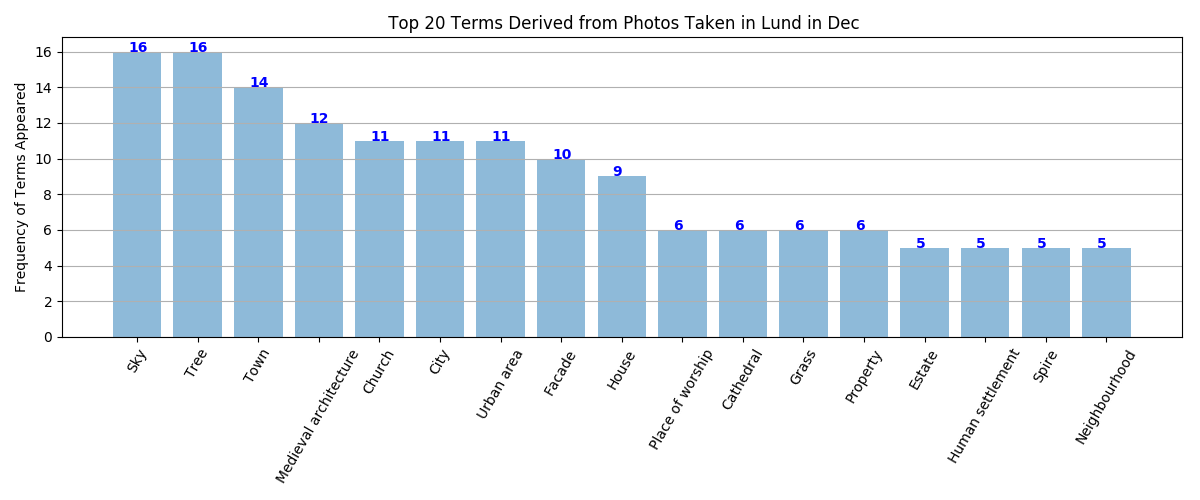 Top 20 Terms Derived from Photos Taken in Lund in Dec
Frequency of Terms Appeared
16
14
12
10
8
6
4
2
0
16
16
14
12
11
11
11
10
9
6
6
6
6
5
5
5
5
Sky
Tree
Town
Medieval architecture
Church
City
Urban area
Facade
House
Place of worship
Cathedral
Grass
Property
Estate
Human settlement
Spire
Neighbourhood